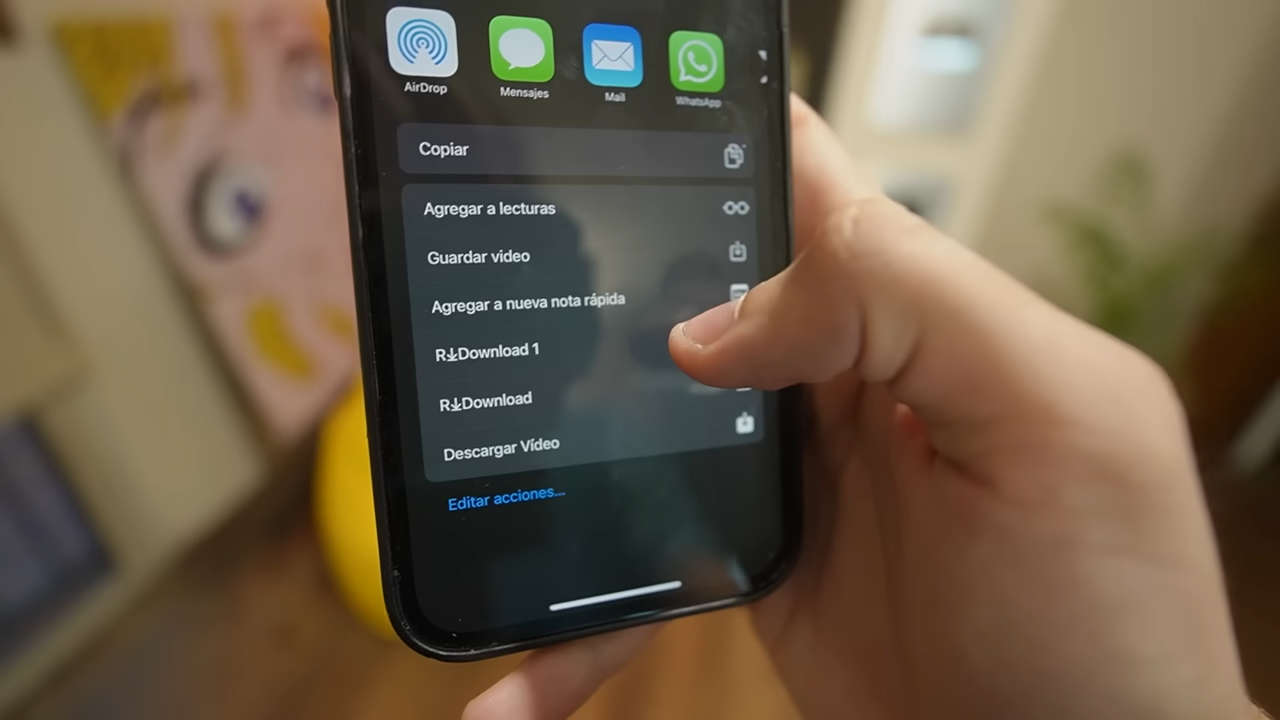 AirDrop
Mensajes
Mail
WhatsApp
Copiar
Agregar a lecturas
Guardar vídeo
Agregar a nueva nota rápida
R↓Download 1
R↓Download
Descargar Vídeo
Editar acciones...